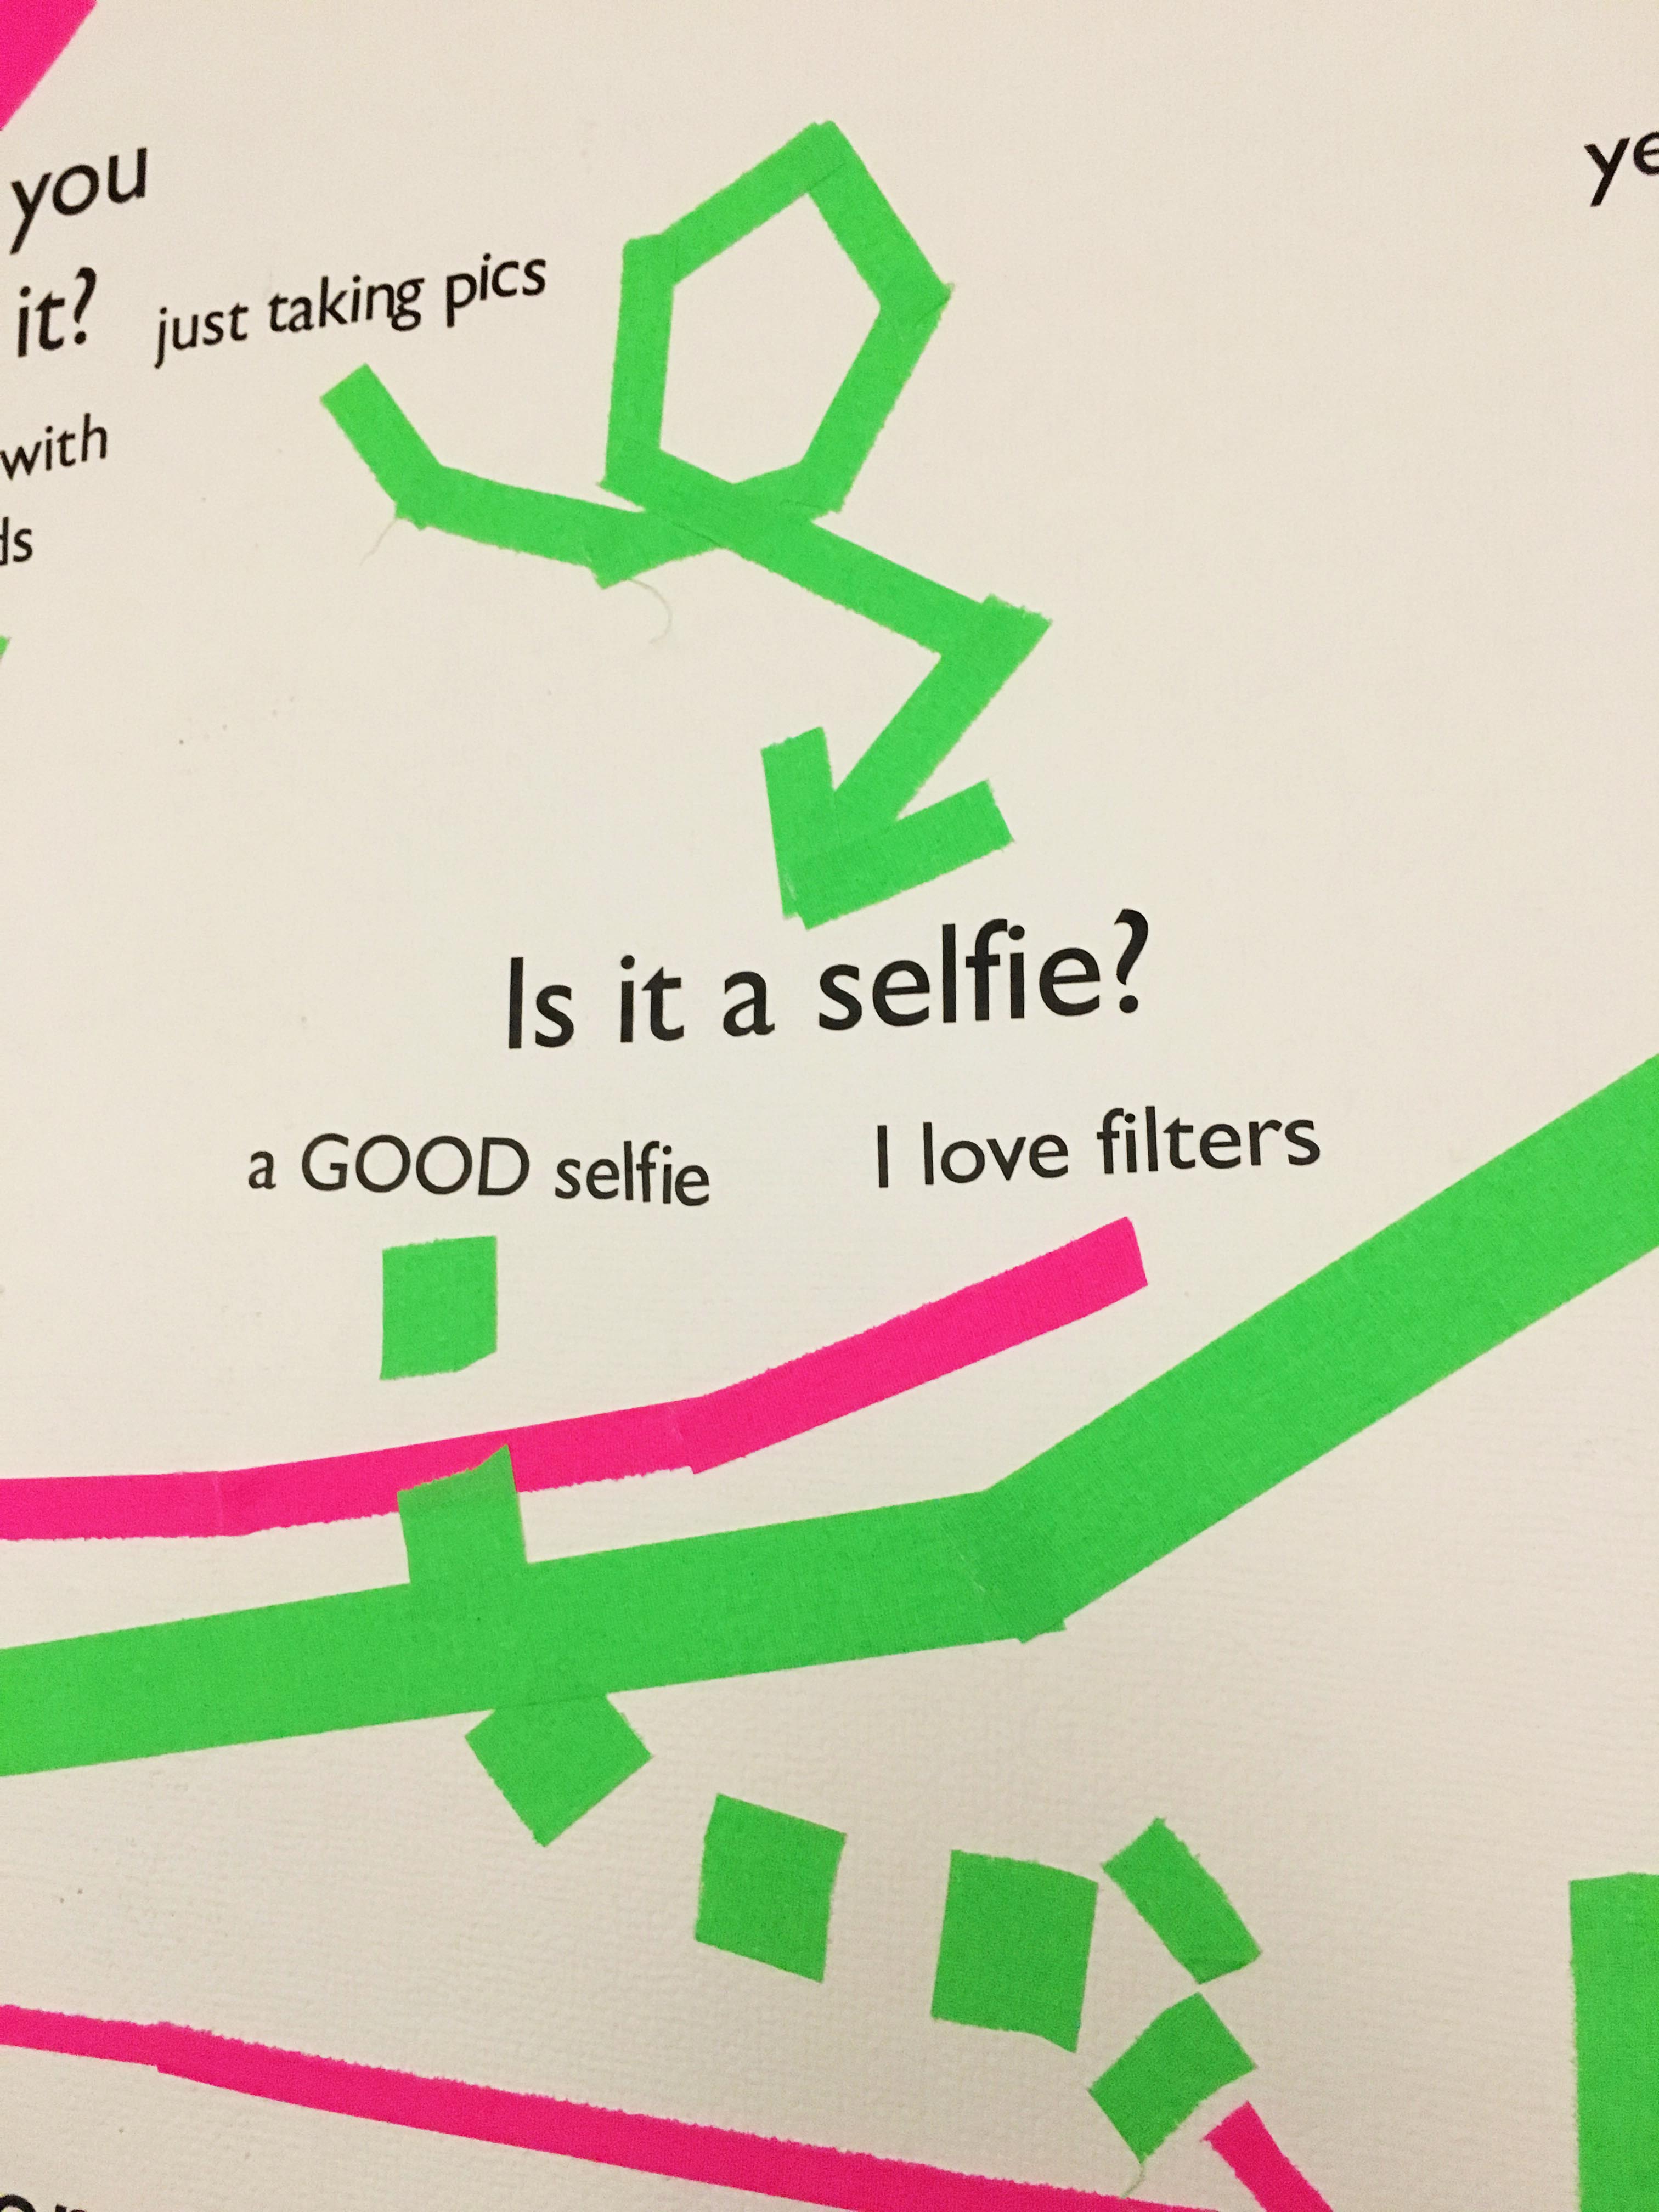 you
it?
just taking pics
with
Is it a selfie?
a GOOD selfie
I love filters